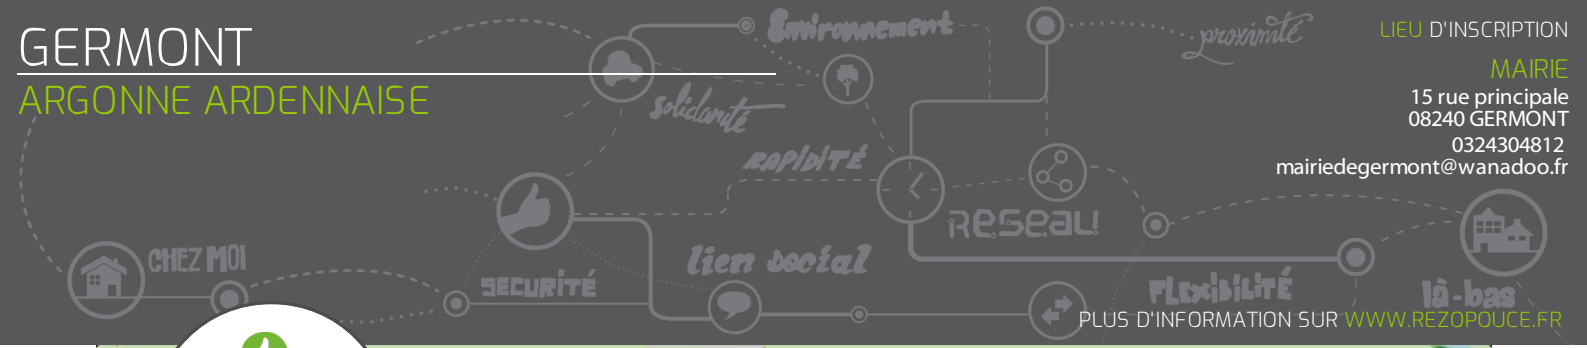 GERMONT
ARGONNE ARDENNAISE
LIEU D'INSCRIPTION
MAIRIE
15 rue principale
08240 GERMONT
0324304812
mairiedegermont@wanadoo.fr
Environnement
proximité
solidarité
RAPIDITÉ
RESEAU
CHEZ MOI
SECURITÉ
lien social
FLEXIBILITÉ
là-bas
PLUS D'INFORMATION SUR WWW.REZOPOUCE.FR